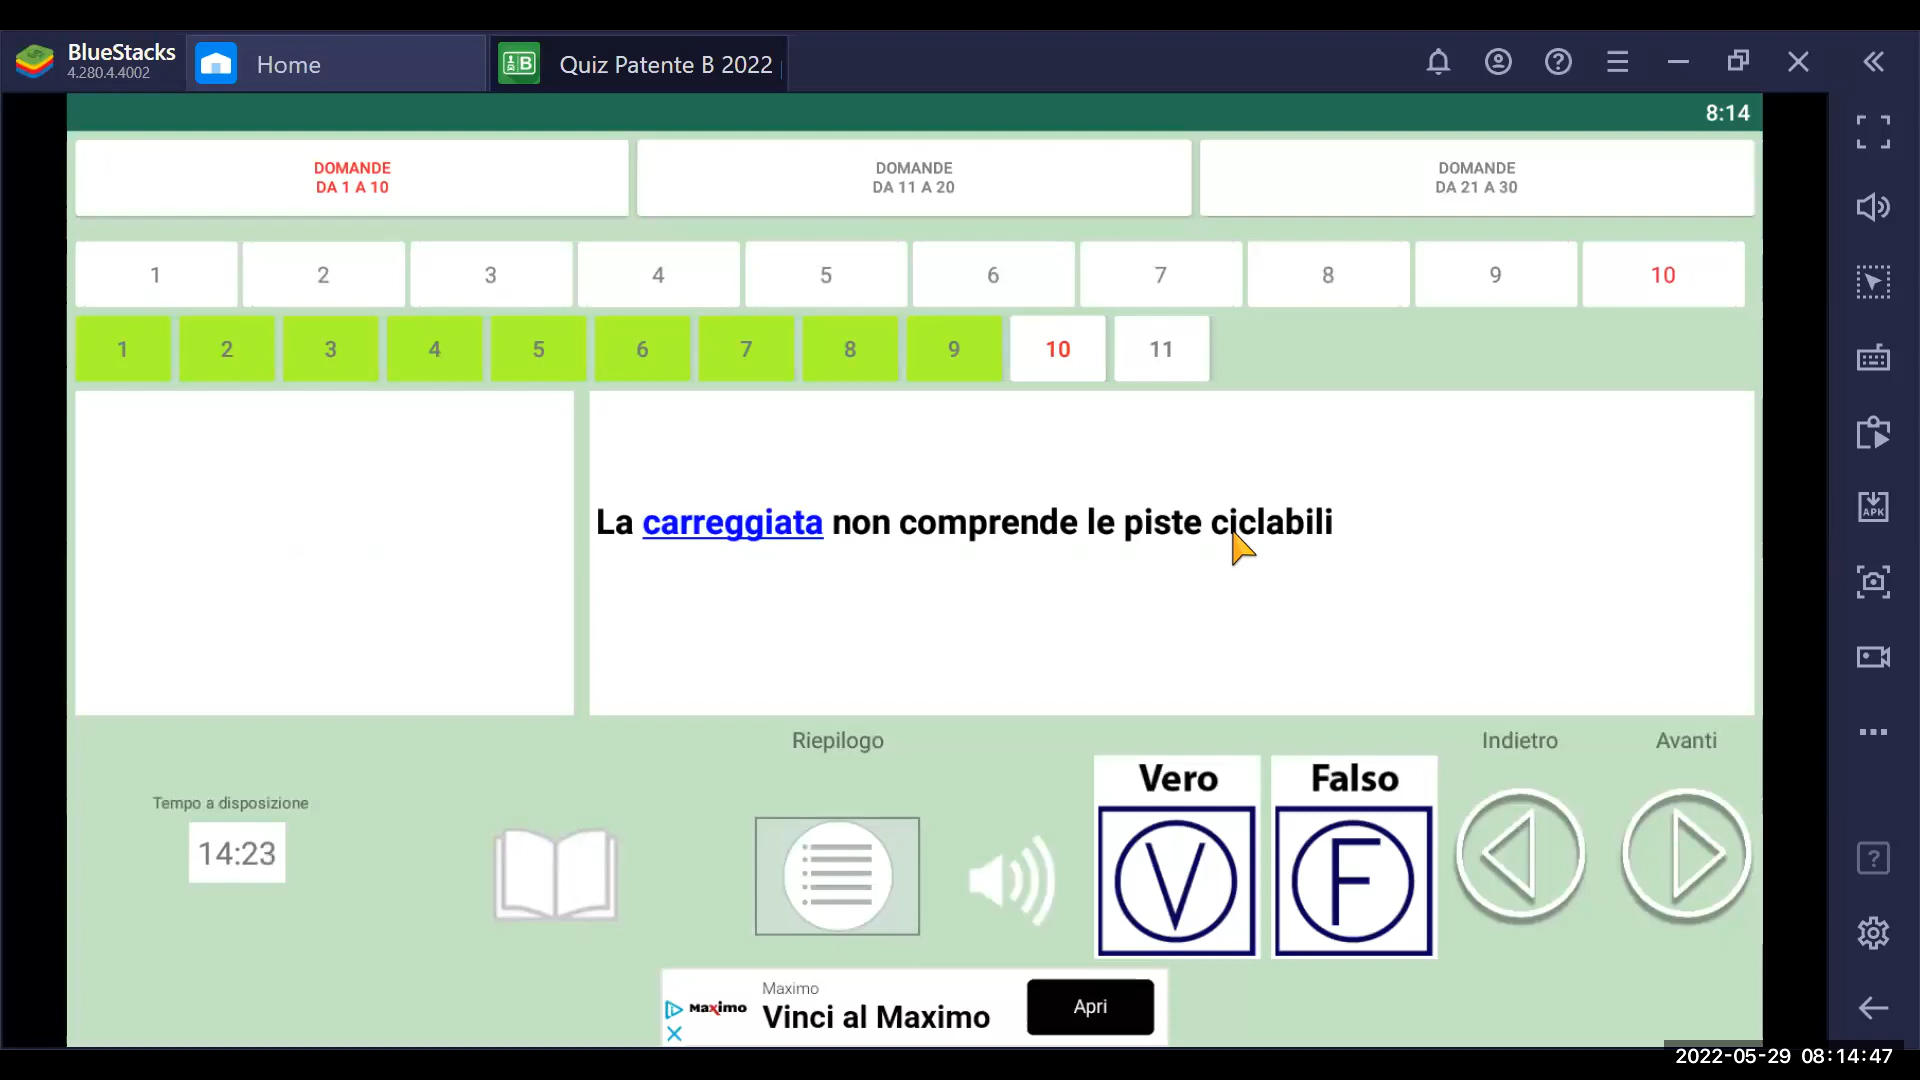 BlueStacks
4.280.4.4002
Home
Quiz Patente B 2022
8:14
DOMANDE
DA 1 A 10
DOMANDE
DA 11 A 20
DOMANDE
DA 21 A 30
1 2 3 4 5 6 7 8 9 10
1 2 3 4 5 6 7 8 9 10 11
La carreggiata non comprende le piste ciclabili
Riepilogo
Indietro
Avanti
Tempo a disposizione
14:23
Vero
V
Falso
F
Maximo
Maximo
Vinci al Maximo
Apri
APK
2022-05-29 08:14:47